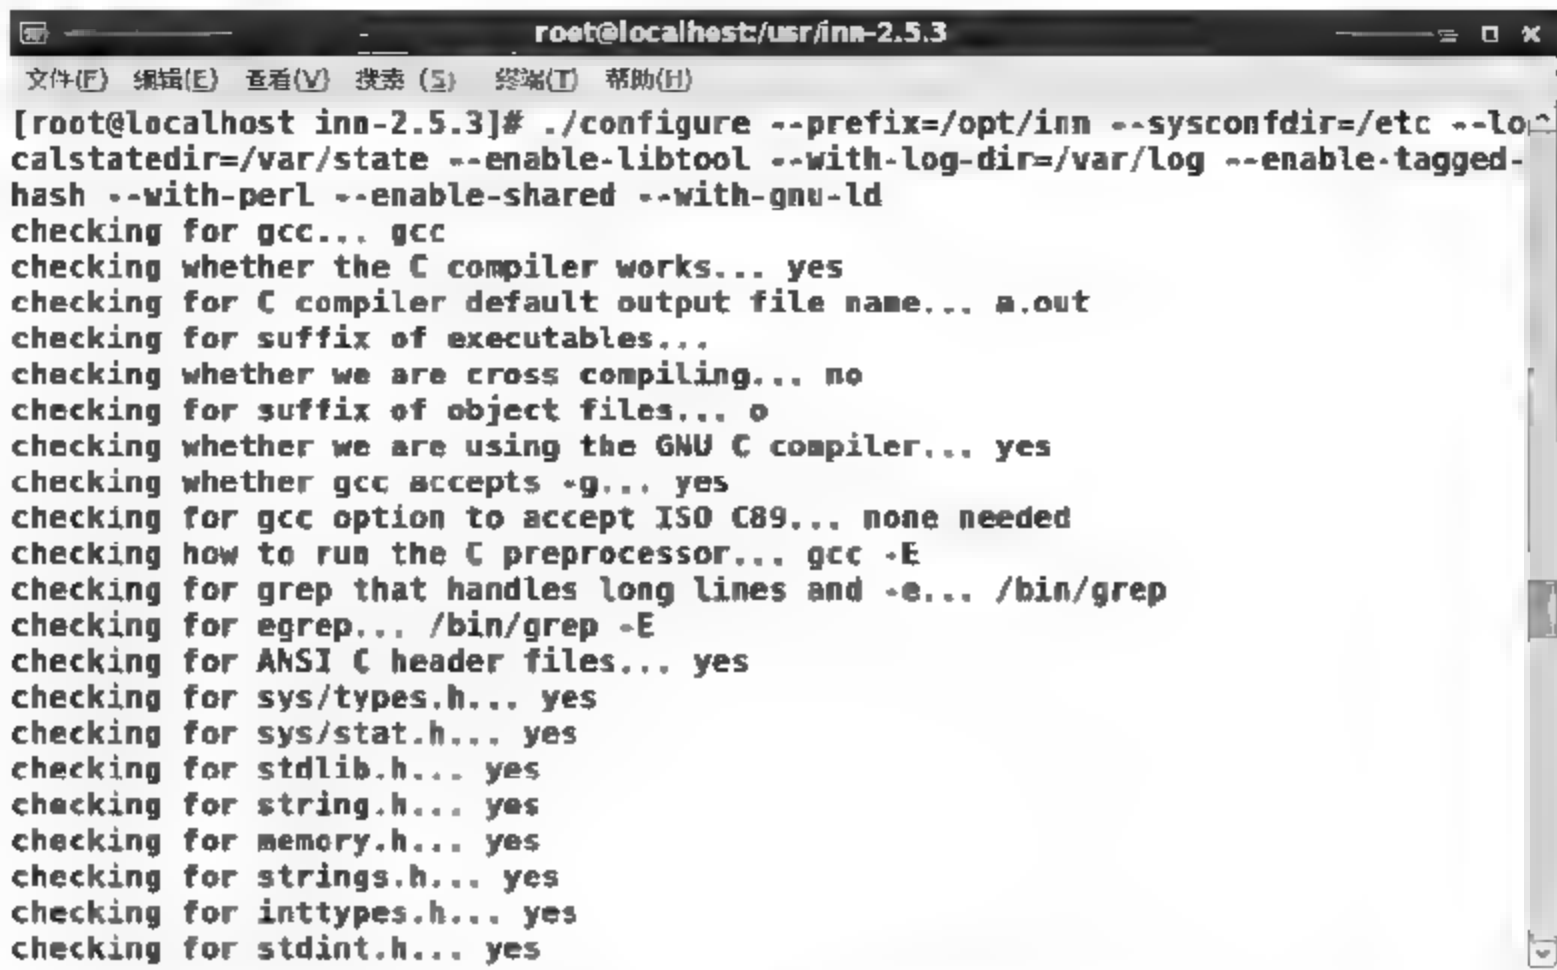 root@localhost:/usr/inn-2.5.3
文件(F) 编辑(E) 查看(V) 搜索 (S) 终端(T) 帮助(H)
[root@localhost inn-2.5.3]# ./configure --prefix=/opt/inn --sysconfdir=/etc --lo
calstatedir=/var/state --enable-libtool --with-log-dir=/var/log --enable-tagged-
hash --with-perl --enable-shared --with-gnu-ld
checking for gcc... gcc
checking whether the C compiler works... yes
checking for C compiler default output file name... a.out
checking for suffix of executables...
checking whether we are cross compiling... no
checking for suffix of object files... o
checking whether we are using the GNU C compiler... yes
checking whether gcc accepts -g... yes
checking for gcc option to accept ISO C89... none needed
checking how to run the C preprocessor... gcc -E
checking for grep that handles long lines and -e... /bin/grep
checking for egrep... /bin/grep -E
checking for ANSI C header files... yes
checking for sys/types.h... yes
checking for sys/stat.h... yes
checking for stdlib.h... yes
checking for string.h... yes
checking for memory.h... yes
checking for strings.h... yes
checking for inttypes.h... yes
checking for stdint.h... yes